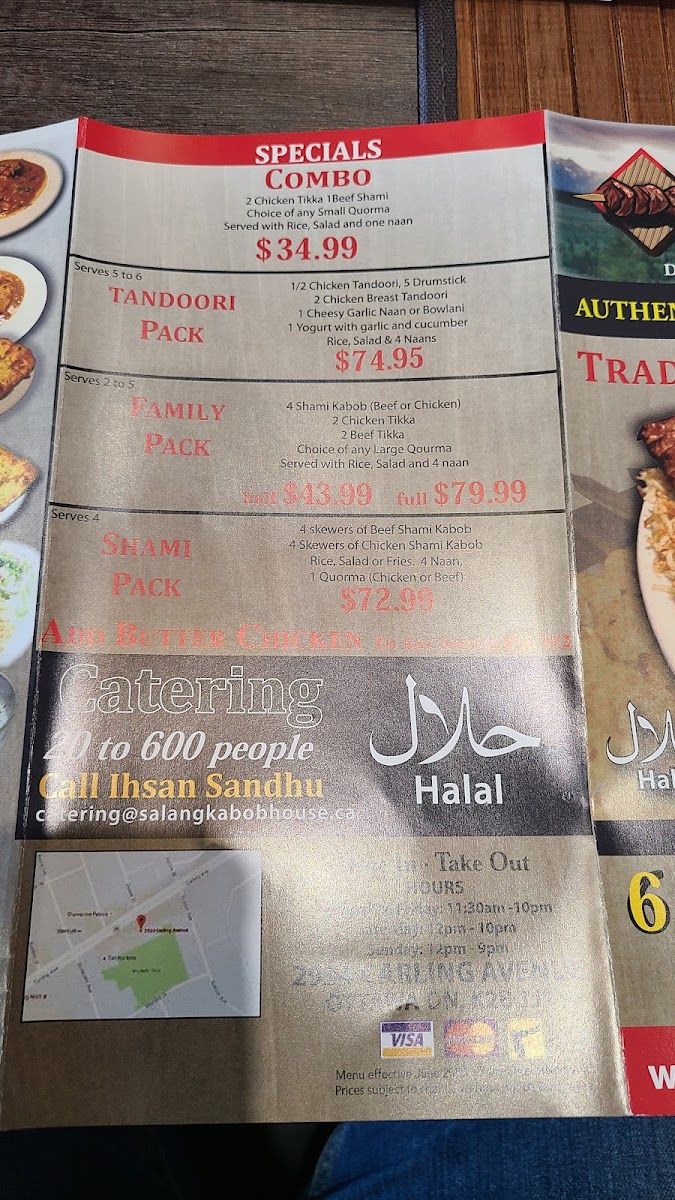 SPECIALS
COMBO
2 Chicken Tikka 1Beef Shami
Choice of any Small Quorma
Served with Rice, Salad and one naan
$34.99
Serves 5 to 6
TANDOORI
PACK
1/2 Chicken Tandoori, 5 Drumstick
2 Chicken Breast Tandoori
1 Cheesy Garlic Naan or Bowlani
1 Yogurt with garlic and cucumber
Rice, Salad & 4 Naans
$74.95
Serves 2 to 5
FAMILY
PACK
4 Shami Kabob (Beef or Chicken)
2 Chicken Tikka
2 Beef Tikka
Choice of any Large Qourma
Served with Rice, Salad and 4 naan
half $43.99 full $79.99
Serves 4
SHAMI
PACK
4 skewers of Beef Shami Kabob
4 Skewers of Chicken Shami Kabob
Rice, Salad or Fries. 4 Naan,
1 Quorma (Chicken or Beef)
$72.99
ADD BUTTER CHICKEN
Catering
20 to 600 people
Call Ihsan Sandhu
catering@salangkabobhouse.ca
حلال
Halal
In · Take Out
HOURS
11:30am -10pm
12pm - 10pm
Sunday: 12pm - 9pm
CARLING AVEN
OTTAWA ON, K2B
VISA
Menu effective June
Prices subject to
D
AUTHEN
TRAD
حلال
Hal
6
W